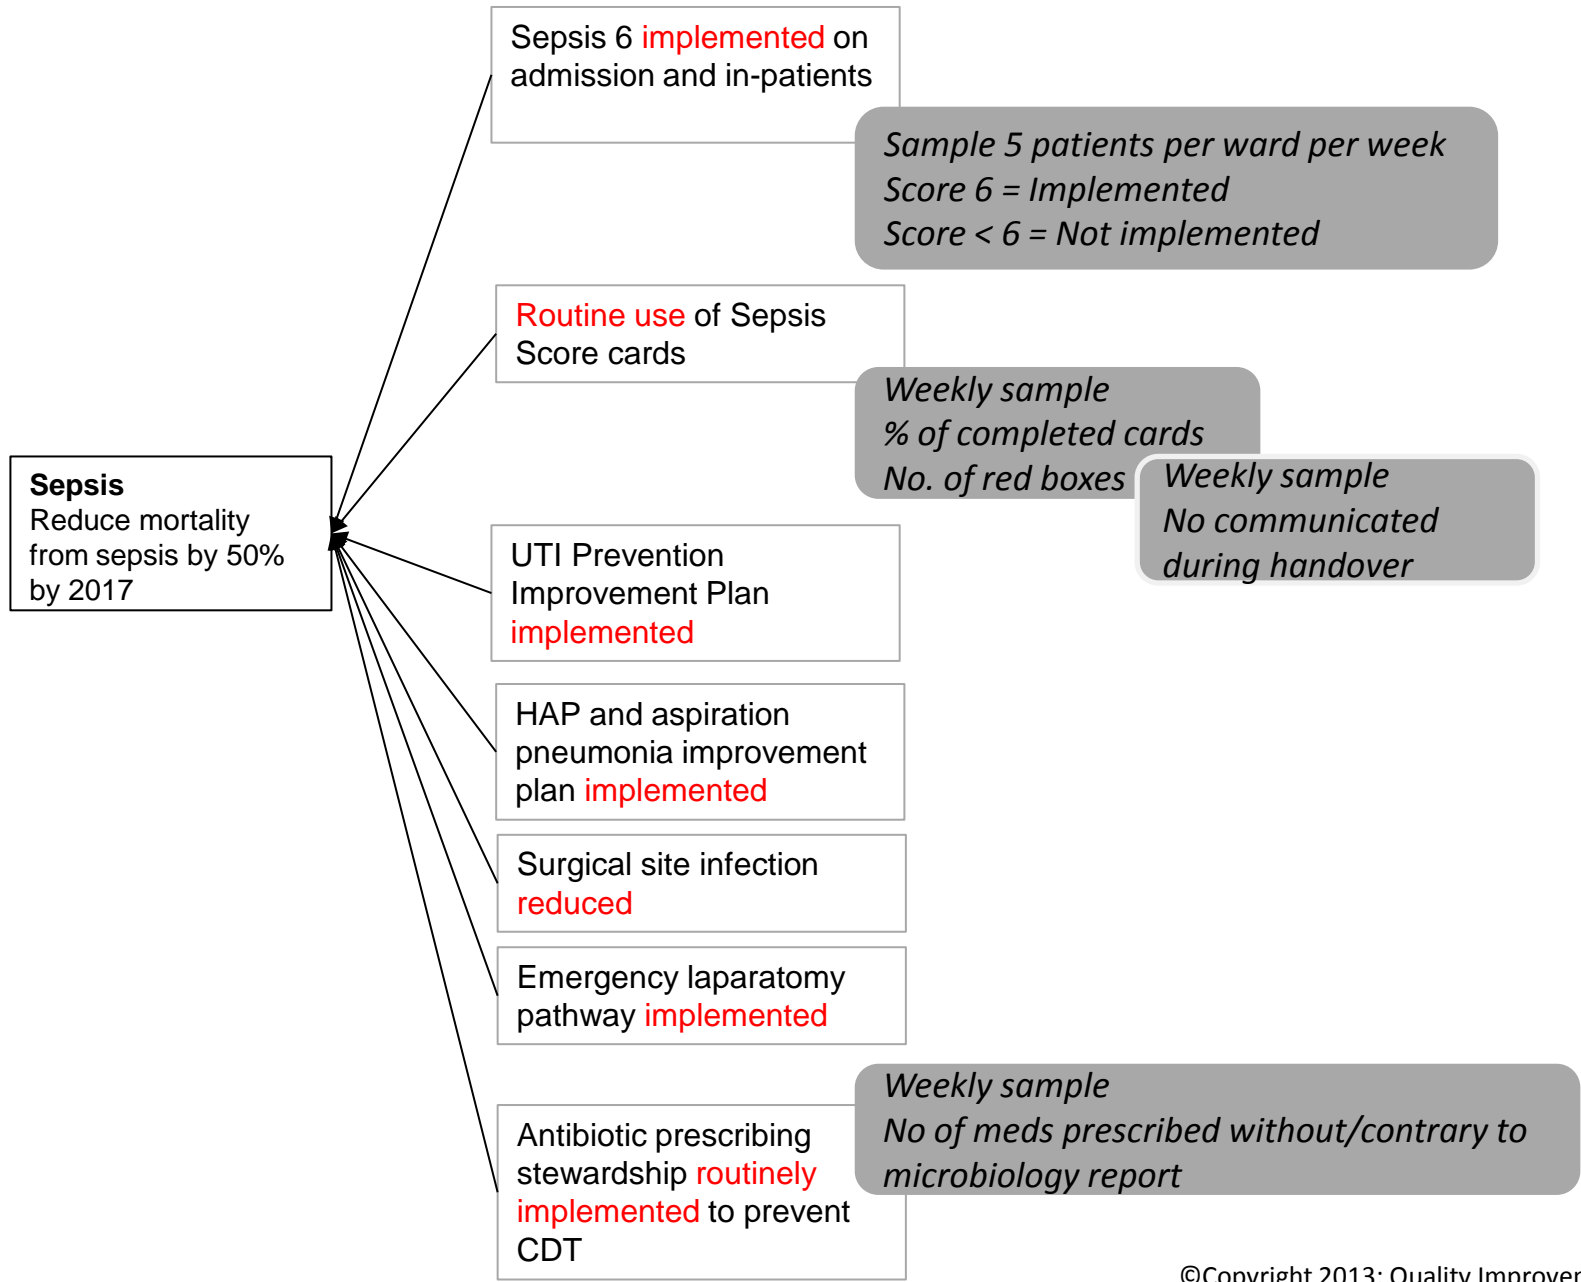 Sepsis 6 implemented on
admission and in-patients
Sample 5 patients per ward per week
Score 6 = Implemented
Score < 6 = Not implemented
Routine use of Sepsis
Score cards
Weekly sample
% of completed cards
No. of red boxes
Weekly sample
No communicated
during handover
Sepsis
Reduce mortality
from sepsis by 50%
by 2017
UTI Prevention
Improvement Plan
implemented
HAP and aspiration
pneumonia improvement
plan implemented
Surgical site infection
reduced
Emergency laparatomy
pathway implemented
Antibiotic prescribing
stewardship routinely
implemented to prevent
CDT
Weekly sample
No of meds prescribed without/contrary to
microbiology report
©Copyright 2013: Quality Improve